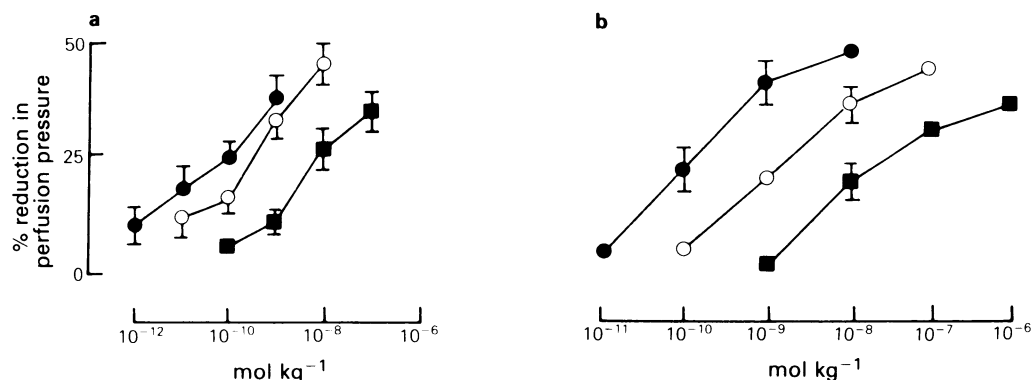 a
50
25
0
% reduction in
perfusion pressure
10⁻¹² 10⁻¹⁰ 10⁻⁸ 10⁻⁶
mol kg⁻¹
b
10⁻¹¹ 10⁻¹⁰ 10⁻⁹ 10⁻⁸ 10⁻⁷ 10⁻⁶
mol kg⁻¹